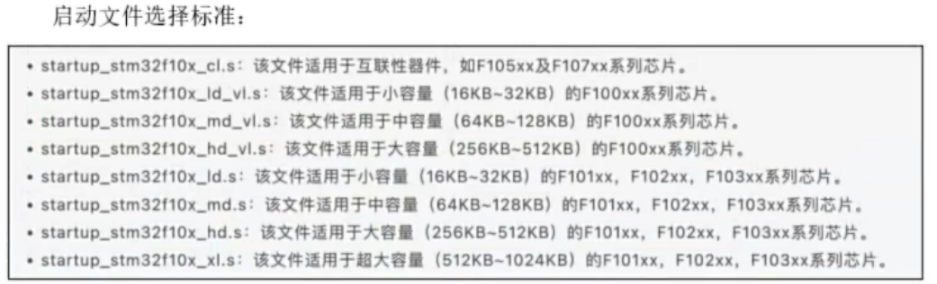 启动文件选择标准：
• startup_stm32f10x_cl.s：该文件适用于互联性器件，如F105xx及F107xx系列芯片。
• startup_stm32f10x_ld_vl.s：该文件适用于小容量（16KB~32KB）的F100xx系列芯片。
• startup_stm32f10x_md_vl.s：该文件适用于中容量（64KB~128KB）的F100xx系列芯片。
• startup_stm32f10x_hd_vl.s：该文件适用于大容量（256KB~512KB）的F100xx系列芯片。
• startup_stm32f10x_ld.s：该文件适用于小容量（16KB~32KB）的F101xx，F102xx，F103xx系列芯片。
• startup_stm32f10x_md.s：该文件适用于中容量（64KB~128KB）的F101xx，F102xx，F103xx系列芯片。
• startup_stm32f10x_hd.s：该文件适用于大容量（256KB~512KB）的F101xx，F102xx，F103xx系列芯片。
• startup_stm32f10x_xl.s：该文件适用于超大容量（512KB~1024KB）的F101xx，F102xx，F103xx系列芯片。